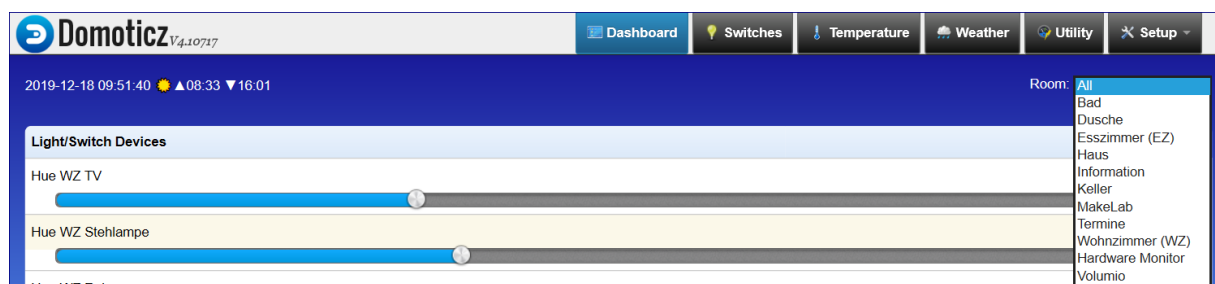 Domoticz V4.10717
Dashboard Switches Temperature Weather Utility Setup
2019-12-18 09:51:40 ▲08:33 ▼16:01 Room: All
Bad
Dusche
Esszimmer (EZ)
Haus
Information
Keller
MakeLab
Termine
Wohnzimmer (WZ)
Hardware Monitor
Volumio
Light/Switch Devices
Hue WZ TV
Hue WZ Stehlampe